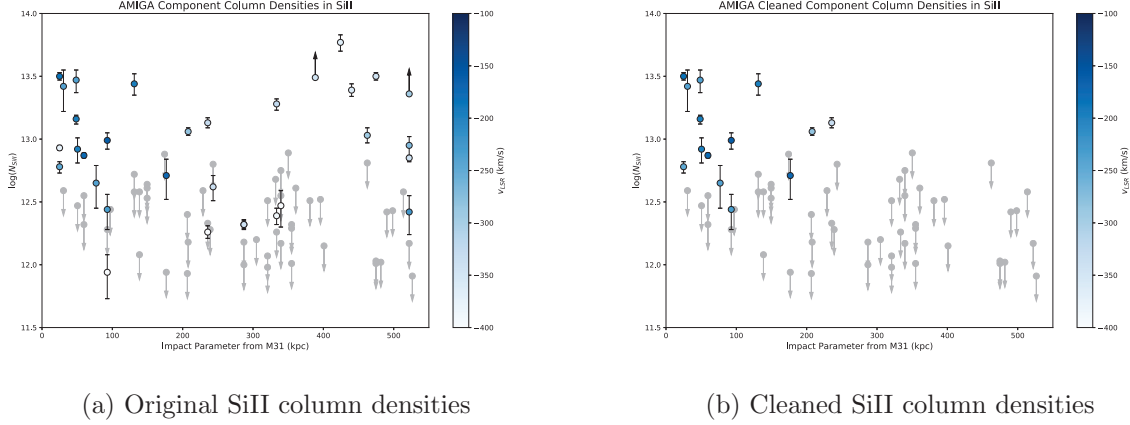 AMIGA Component Column Densities in SiII
14.0
13.5
13.0
12.5
12.0
11.5
log(N_SiII)
0 100 200 300 400 500
Impact Parameter from M31 (kpc)
−100
−150
−200
−250
−300
−350
−400
v_LSR (km/s)
(a) Original SiII column densities
AMIGA Cleaned Component Column Densities in SiII
14.0
13.5
13.0
12.5
12.0
11.5
log(N_SiII)
0 100 200 300 400 500
Impact Parameter from M31 (kpc)
−100
−150
−200
−250
−300
−350
−400
v_LSR (km/s)
(b) Cleaned SiII column densities